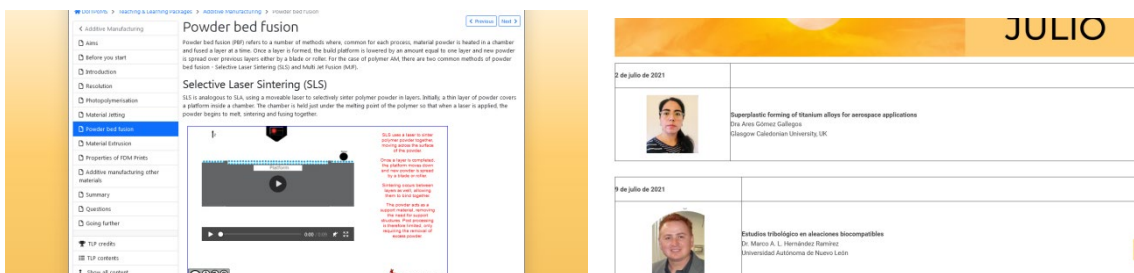 DoITPoMS > Teaching & Learning Packages > Additive Manufacturing > Powder bed fusion
< Additive Manufacturing
Aims
Before you start
Introduction
Resolution
Photopolymerisation
Material Jetting
Powder bed fusion
Material Extrusion
Properties of FDM Prints
Additive manufacturing other
materials
Summary
Questions
Going further
TLP credits
TLP contents
Show all content
Powder bed fusion
< Previous Next >
Powder bed fusion (PBF) refers to a number of methods where, common for each process, material powder is heated in a chamber
and fused a layer at a time. Once a layer is formed, the build platform is lowered by an amount equal to one layer and new powder
is spread over previous layers either by a blade or roller. For the case of polymer AM, there are two common methods of powder
bed fusion - Selective Laser Sintering (SLS) and Multi Jet Fusion (MJF).
Selective Laser Sintering (SLS)
SLS is analogous to SLA, using a moveable laser to selectively sinter polymer powder in layers. Initially, a thin layer of powder covers
a platform inside a chamber. The chamber is held just under the melting point of the polymer so that when a laser is applied, the
powder begins to melt, sintering and fusing together.
Platform
0:00
SLS uses a laser to sinter
polymer powder together,
moving across the surface
of the powder
Once a layer is completed,
the platform moves down
and new powder is spread
by a blade or roller.
Sintering occurs between
layers as well, allowing
them to stick together.
The powder acts as a
support material, removing
the need for support
structures. Post processing
is therefore limited, only
requiring the removal of
excess powder.
JULIO
2 de julio de 2021
Superplastic forming of titanium alloys for aerospace applications
Dra Ares Gómez Gallegos
Glasgow Caledonian University, UK
9 de julio de 2021
Estudios tribológico en aleaciones biocompatibles
Dr. Marco A. L. Hernández Ramírez
Universidad Autónoma de Nuevo León